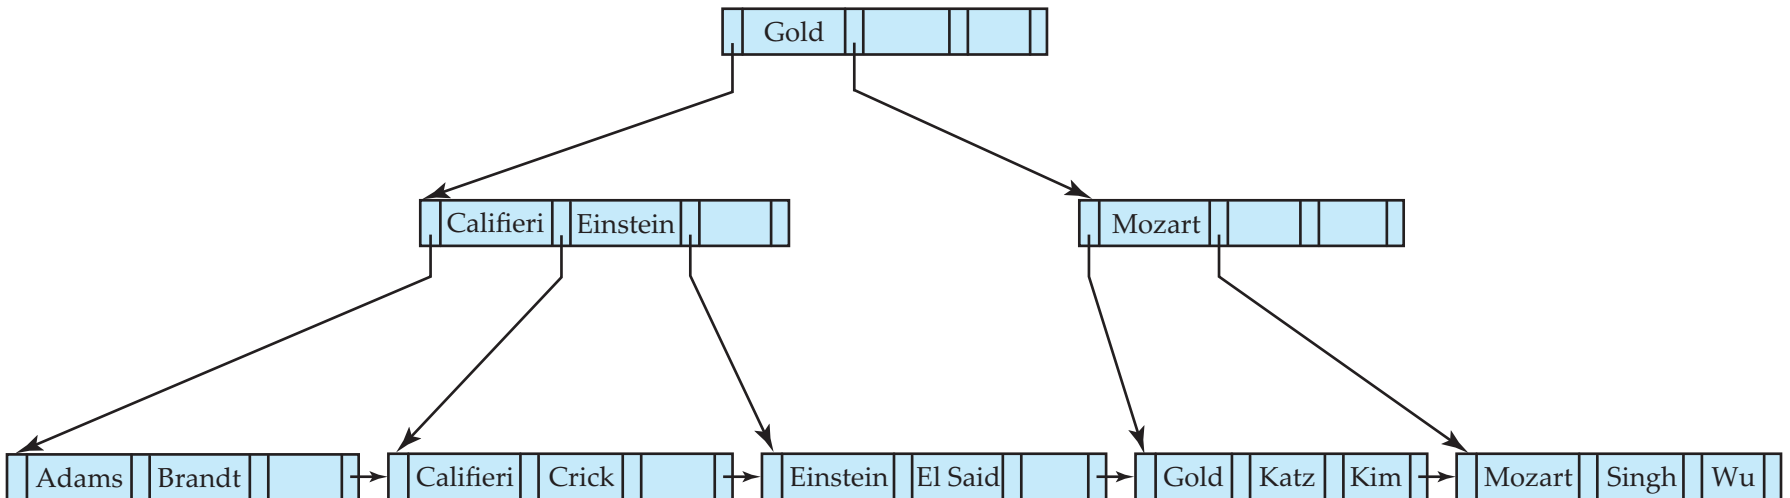 Gold
Califieri Einstein Mozart
Adams Brandt Califieri Crick Einstein El Said Gold Katz Kim Mozart Singh Wu